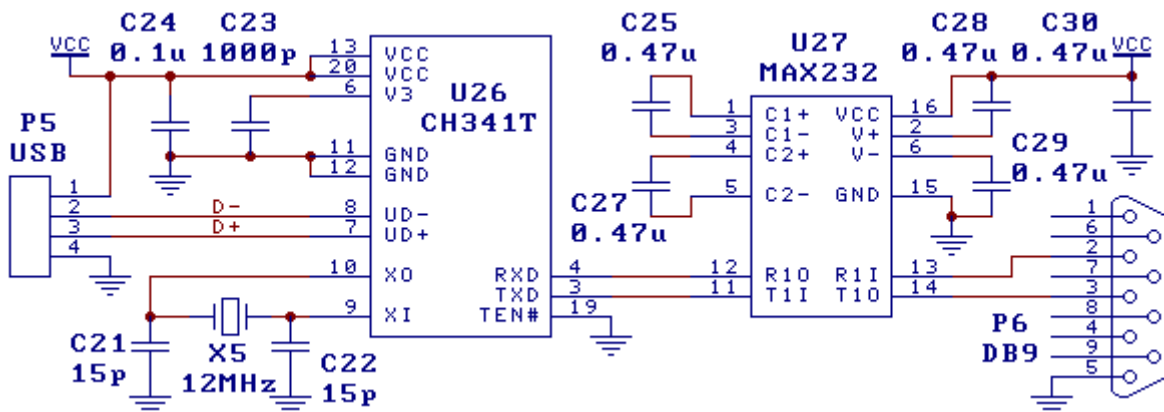 C24 C23 C25 C28 C30
VCC 0.1u 1000p 0.47u U27 0.47u 0.47u VCC
MAX232
13 VCC
20 VCC
6 V3
U26
CH341T
1 C1+ VCC 16
3 C1- V+ 2
4 C2+ V- 6
5 C2- GND 15
C29
0.47u
C27
0.47u
P5
USB
11 GND
12 GND
1
2 D- 8 UD-
3 D+ 7 UD+
4
10 XO RXD 4 12 R1O R1I 13
TXD 3 11 T1I T1O 14
9 XI TEN# 19
C21
15p
X5
12MHz
C22
15p
1
6
2
7
3
8
4
9
5
P6
DB9